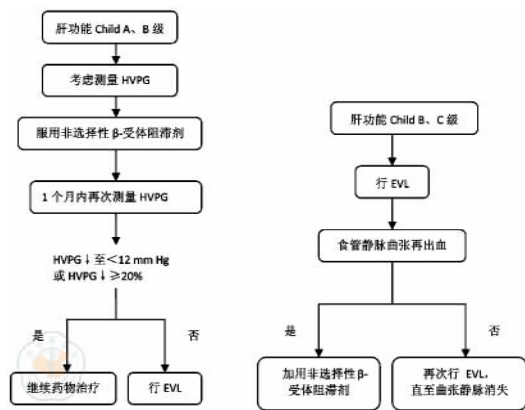 肝功能 Child A、B 级
考虑测量 HVPG
服用非选择性 β-受体阻滞剂
1 个月内再次测量 HVPG
HVPG↓至＜12 mm Hg
或 HVPG↓≥20%
是
否
继续药物治疗
行 EVL
肝功能 Child B、C 级
行 EVL
食管静脉曲张再出血
是
否
加用非选择性 β-
受体阻滞剂
再次行 EVL，
直至曲张静脉消失